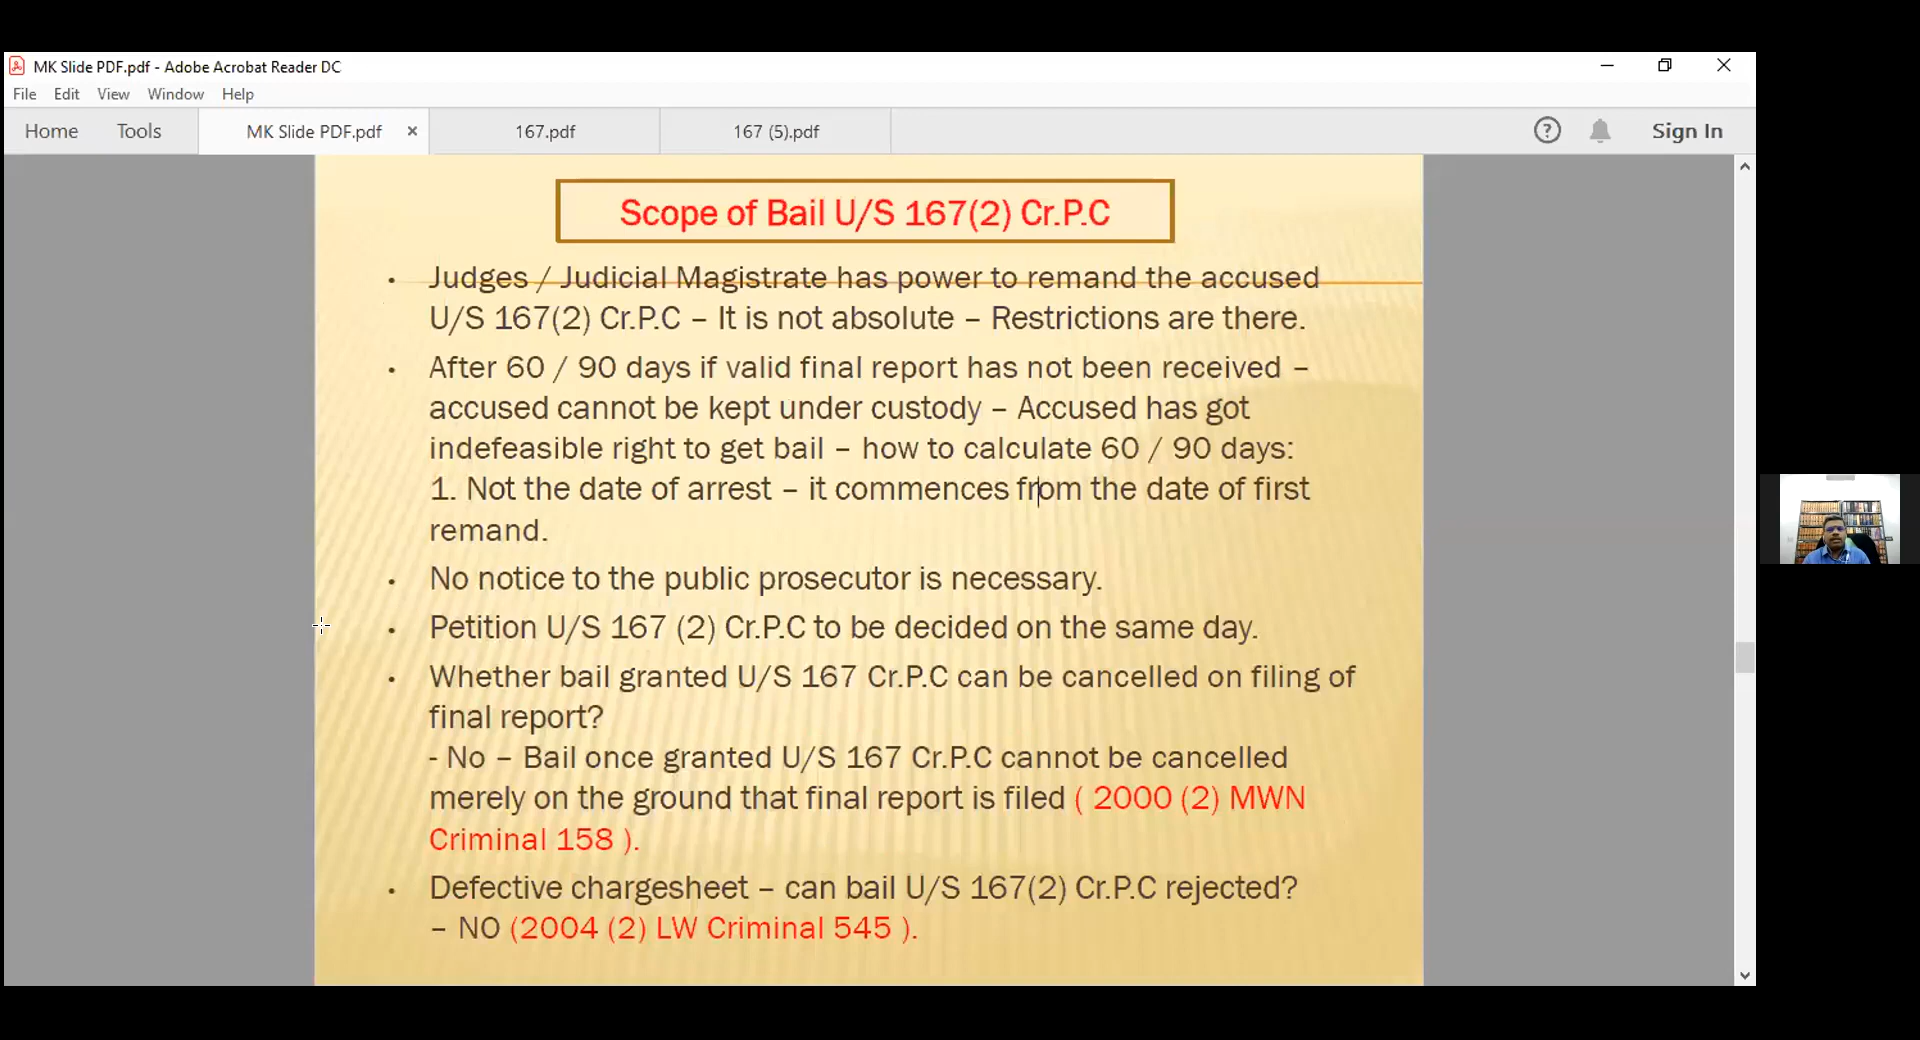 MK Slide PDF.pdf - Adobe Acrobat Reader DC
File Edit View Window Help
Home Tools MK Slide PDF.pdf × 167.pdf 167 (5).pdf ? Sign In
Scope of Bail U/S 167(2) Cr.P.C
• Judges / Judicial Magistrate has power to remand the accused
U/S 167(2) Cr.P.C – It is not absolute – Restrictions are there.
• After 60 / 90 days if valid final report has not been received –
accused cannot be kept under custody – Accused has got
indefeasible right to get bail – how to calculate 60 / 90 days:
1. Not the date of arrest – it commences from the date of first
remand.
• No notice to the public prosecutor is necessary.
• Petition U/S 167 (2) Cr.P.C to be decided on the same day.
• Whether bail granted U/S 167 Cr.P.C can be cancelled on filing of
final report?
- No – Bail once granted U/S 167 Cr.P.C cannot be cancelled
merely on the ground that final report is filed ( 2000 (2) MWN
Criminal 158 ).
• Defective chargesheet – can bail U/S 167(2) Cr.P.C rejected?
– NO (2004 (2) LW Criminal 545 ).